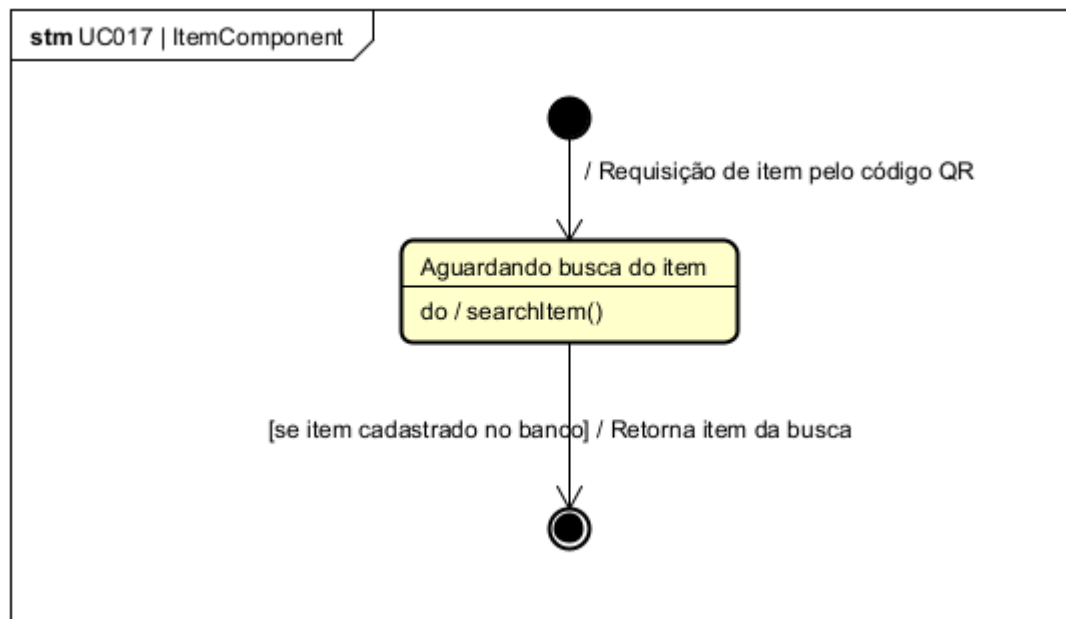 stm UC017 | ItemComponent
/ Requisição de item pelo código QR
Aguardando busca do item
do / searchItem()
[se item cadastrado no banco] / Retorna item da busca